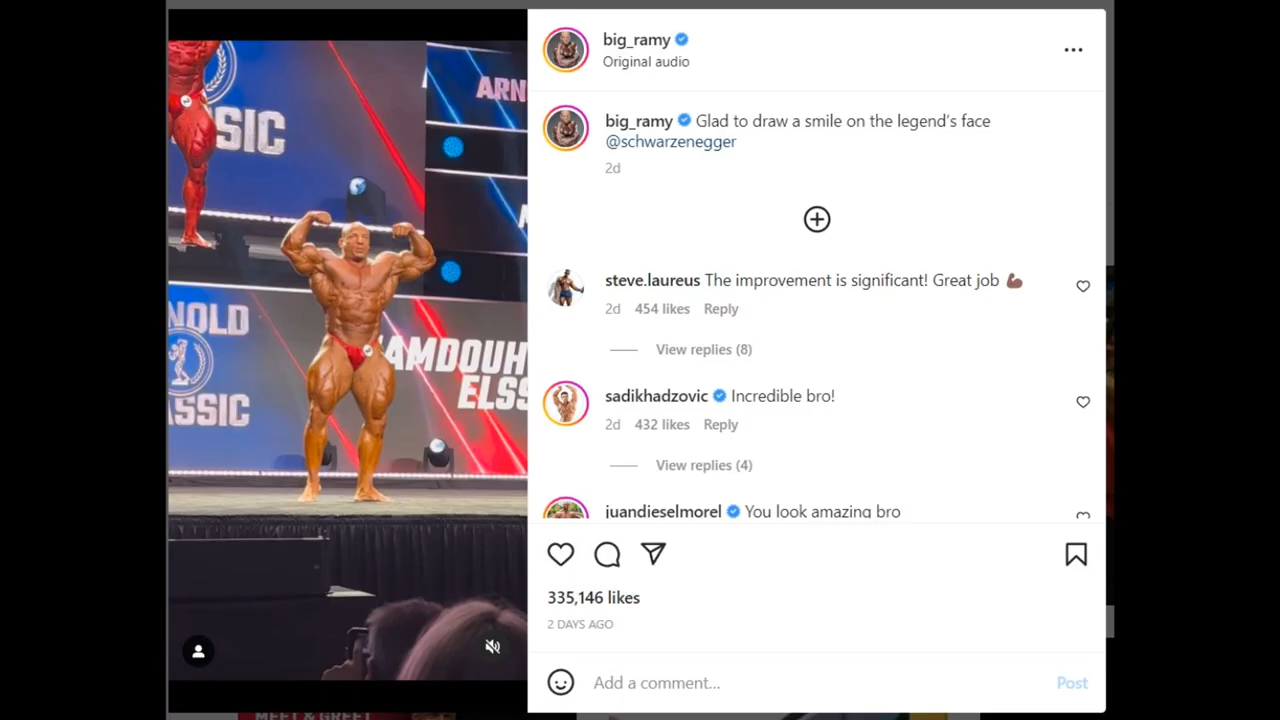 SIC
ARN
NOLD
SSIC
AMDOUH
ELSS
big_ramy
Original audio
big_ramy Glad to draw a smile on the legend's face
@schwarzenegger
2d
steve.laureus The improvement is significant! Great job
2d 454 likes Reply
View replies (8)
sadikhadzovic Incredible bro!
2d 432 likes Reply
View replies (4)
juandieselmorel You look amazing bro
335,146 likes
2 DAYS AGO
Add a comment...
Post
MEET & GREET